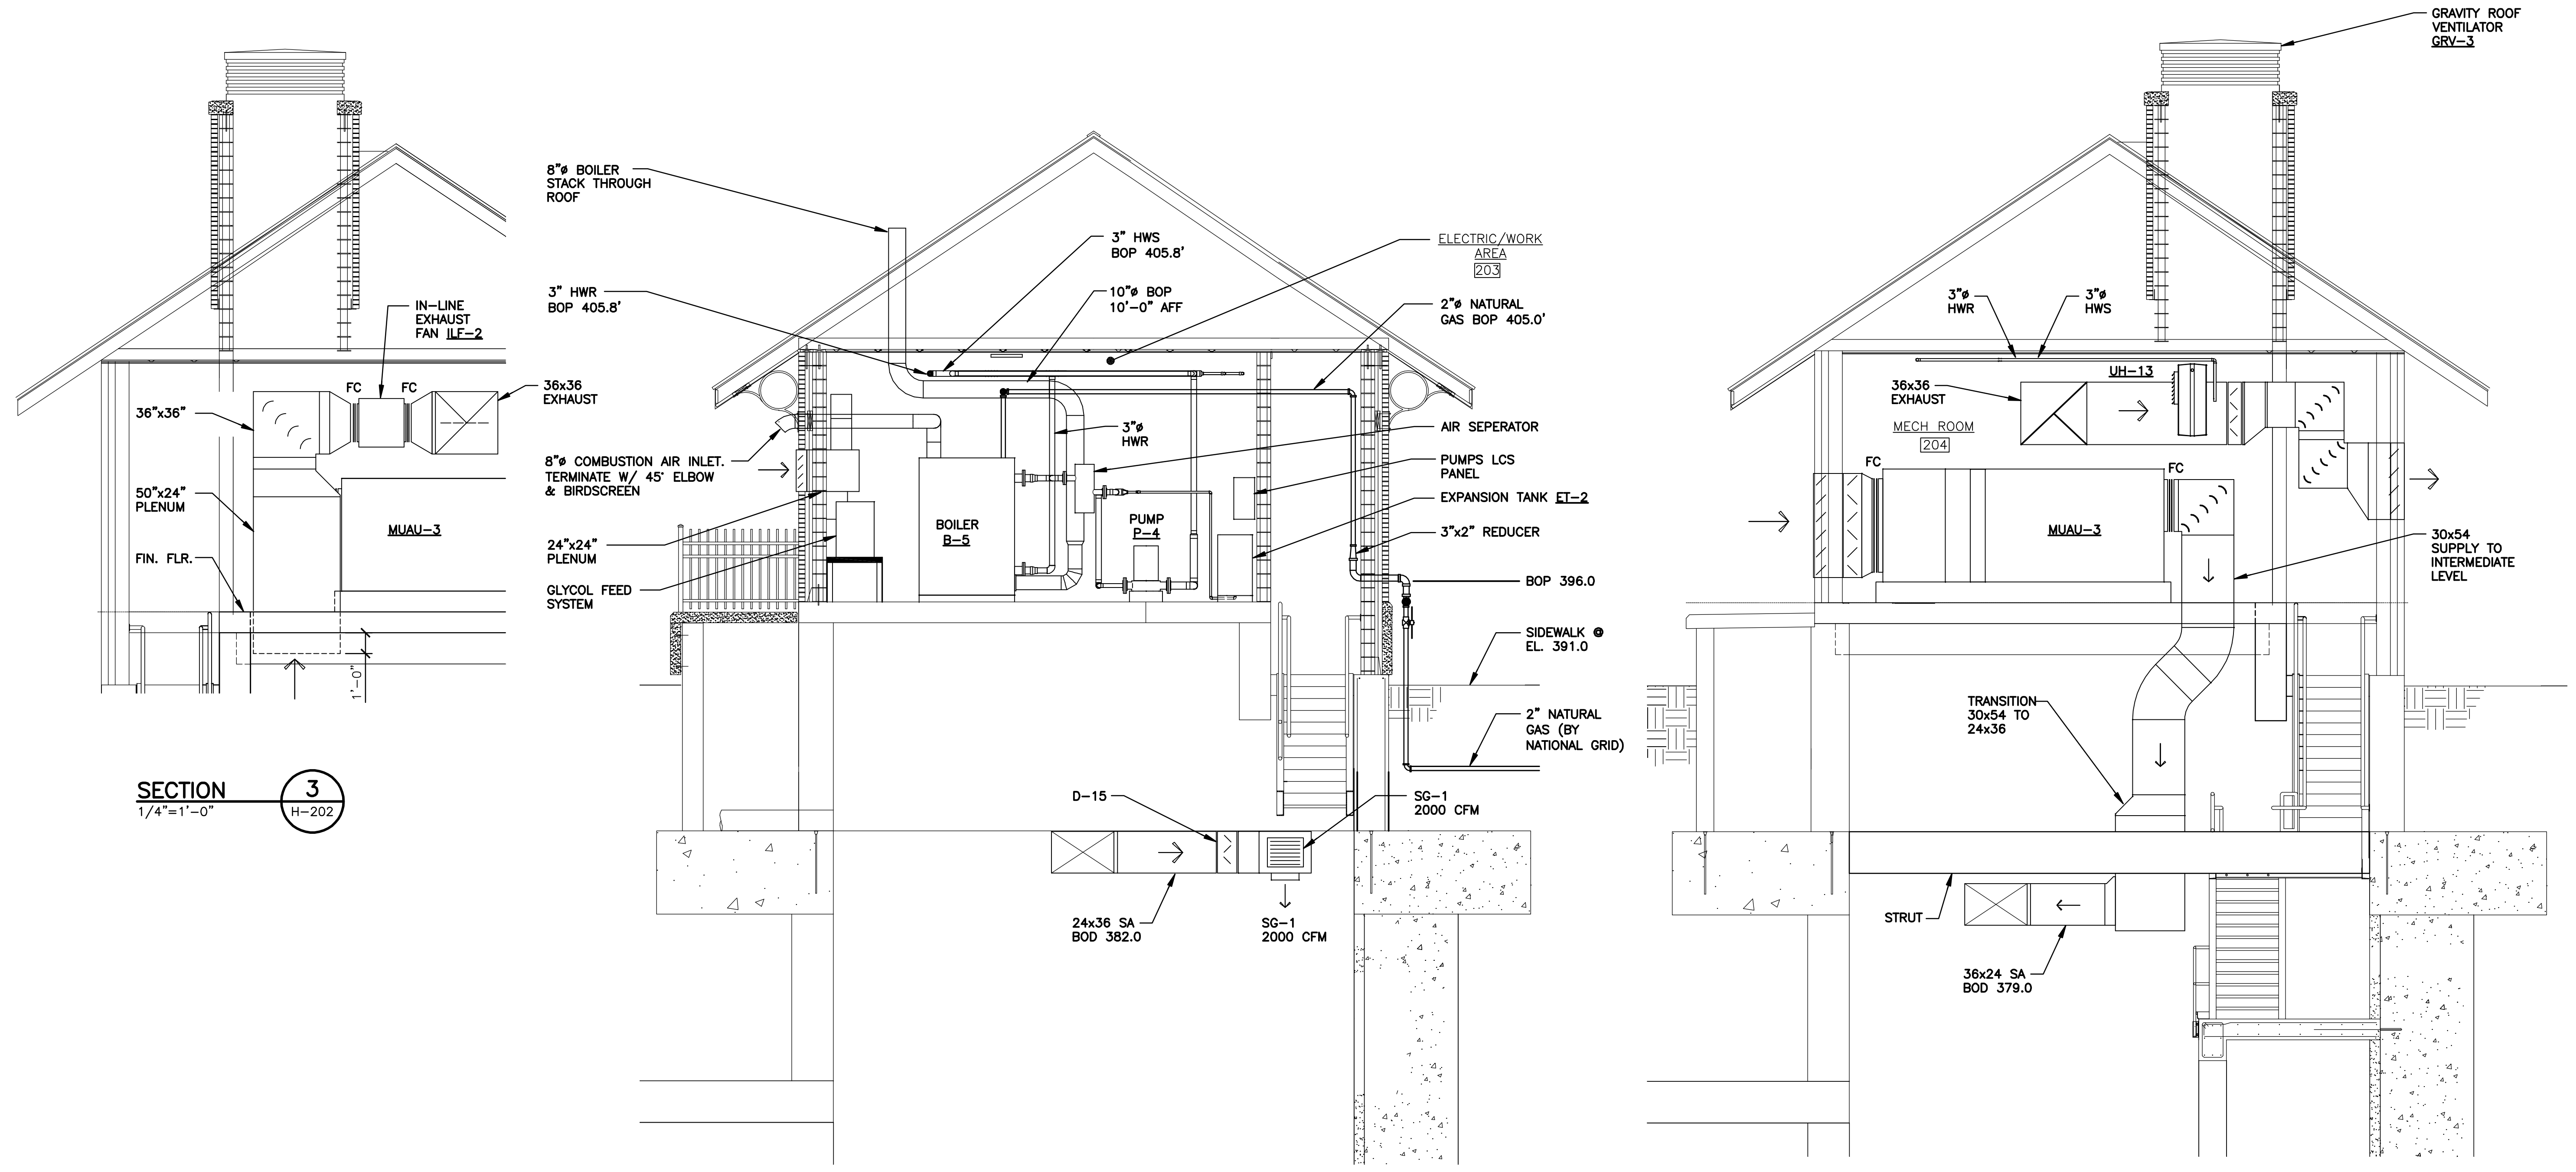 IN-LINE
EXHAUST
FAN ILF-2
FC
FC
36x36
EXHAUST
36"x36"
50"x24"
PLENUM
MUAU-3
FIN. FLR.
1'-0"
SECTION
1/4"=1'-0"
3
H-202
8"ø BOILER
STACK THROUGH
ROOF
3" HWS
BOP 405.8'
ELECTRIC/WORK
AREA
203
3" HWR
BOP 405.8'
10"ø BOP
10'-0" AFF
2"ø NATURAL
GAS BOP 405.0'
3"ø
HWR
AIR SEPERATOR
8"ø COMBUSTION AIR INLET.
TERMINATE W/ 45° ELBOW
& BIRDSCREEN
PUMPS LCS
PANEL
EXPANSION TANK ET-2
BOILER
B-5
PUMP
P-4
3"x2" REDUCER
24"x24"
PLENUM
GLYCOL FEED
SYSTEM
BOP 396.0
SIDEWALK @
EL. 391.0
2" NATURAL
GAS (BY
NATIONAL GRID)
D-15
SG-1
2000 CFM
24x36 SA
BOD 382.0
SG-1
2000 CFM
GRAVITY ROOF
VENTILATOR
GRV-3
3"ø
HWR
3"ø
HWS
UH-13
36x36
EXHAUST
MECH ROOM
204
FC
FC
MUAU-3
30x54
SUPPLY TO
INTERMEDIATE
LEVEL
TRANSITION
30x54 TO
24x36
STRUT
36x24 SA
BOD 379.0